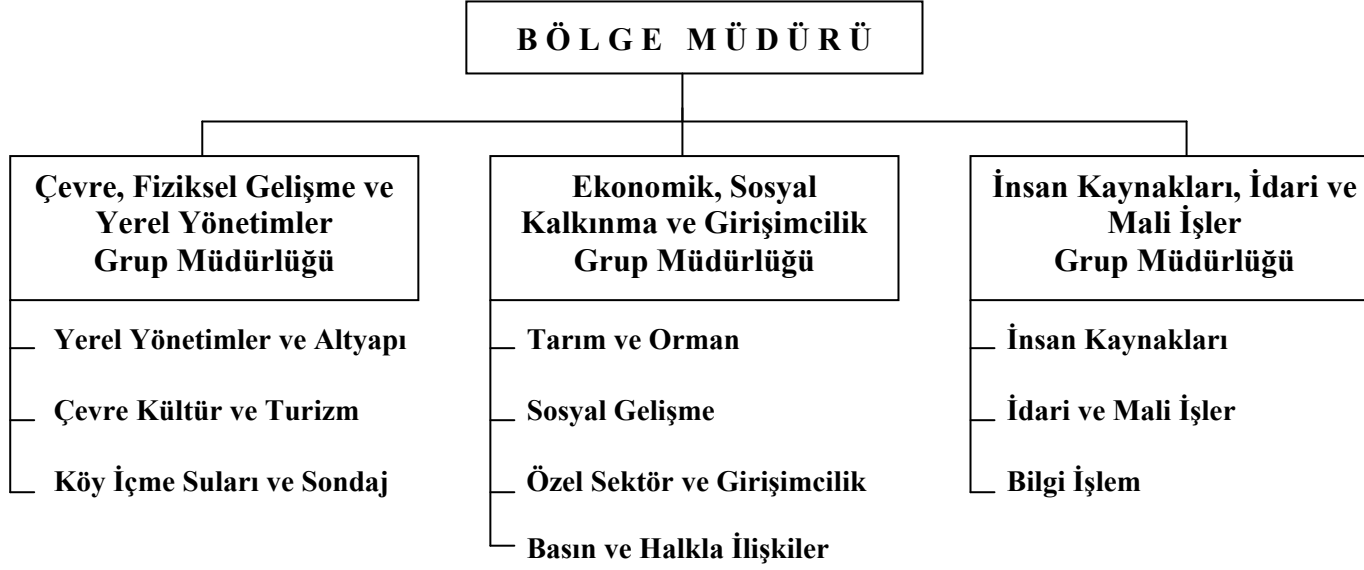 BÖLGE MÜDÜRÜ
Çevre, Fiziksel Gelişme ve
Yerel Yönetimler
Grup Müdürlüğü
Yerel Yönetimler ve Altyapı
Çevre Kültür ve Turizm
Köy İçme Suları ve Sondaj
Ekonomik, Sosyal
Kalkınma ve Girişimcilik
Grup Müdürlüğü
Tarım ve Orman
Sosyal Gelişme
Özel Sektör ve Girişimcilik
Basın ve Halkla İlişkiler
İnsan Kaynakları, İdari ve
Mali İşler
Grup Müdürlüğü
İnsan Kaynakları
İdari ve Mali İşler
Bilgi İşlem